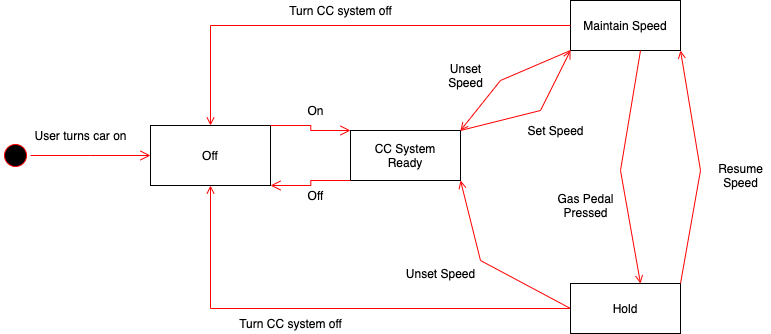 Turn CC system off
Maintain Speed
Unset
Speed
On
Set Speed
User turns car on
Off
CC System
Ready
Resume
Speed
Off
Gas Pedal
Pressed
Unset Speed
Hold
Turn CC system off